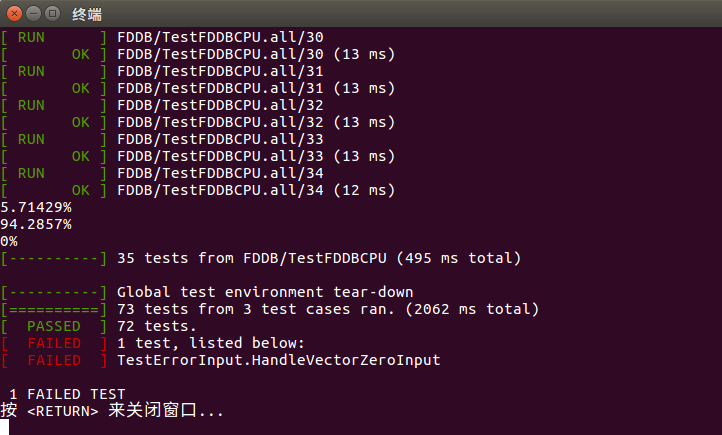 终端
[ RUN      ] FDDB/TestFDDBCPU.all/30
[       OK ] FDDB/TestFDDBCPU.all/30 (13 ms)
[ RUN      ] FDDB/TestFDDBCPU.all/31
[       OK ] FDDB/TestFDDBCPU.all/31 (13 ms)
[ RUN      ] FDDB/TestFDDBCPU.all/32
[       OK ] FDDB/TestFDDBCPU.all/32 (13 ms)
[ RUN      ] FDDB/TestFDDBCPU.all/33
[       OK ] FDDB/TestFDDBCPU.all/33 (13 ms)
[ RUN      ] FDDB/TestFDDBCPU.all/34
[       OK ] FDDB/TestFDDBCPU.all/34 (12 ms)
5.71429%
94.2857%
0%
[----------] 35 tests from FDDB/TestFDDBCPU (495 ms total)
[----------] Global test environment tear-down
[==========] 73 tests from 3 test cases ran. (2062 ms total)
[  PASSED  ] 72 tests.
[  FAILED  ] 1 test, listed below:
[  FAILED  ] TestErrorInput.HandleVectorZeroInput
 1 FAILED TEST
按 <RETURN> 来关闭窗口...